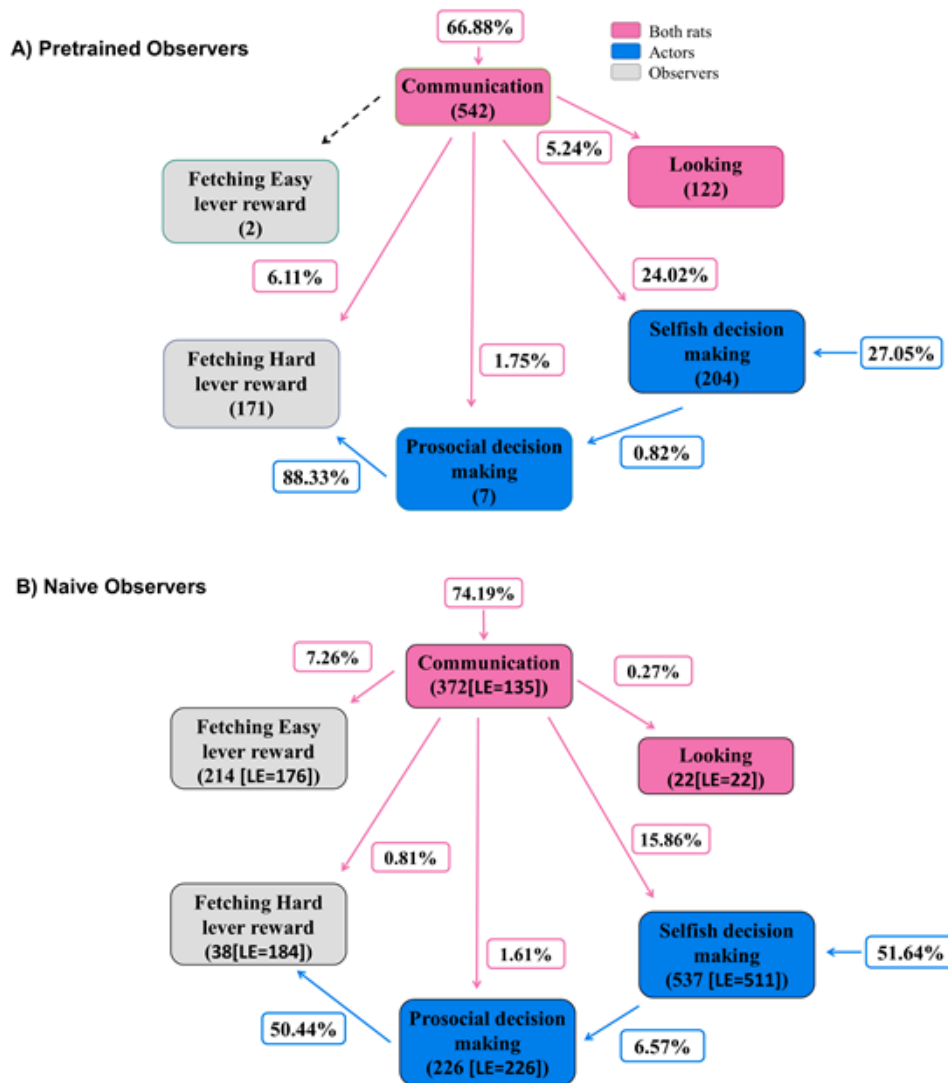 A) Pretrained Observers
66.88%
Both rats
Actors
Observers
Communication
(542)
5.24%
Looking
(122)
Fetching Easy
lever reward
(2)
6.11%
24.02%
Selfish decision
making
(204)
27.05%
Fetching Hard
lever reward
(171)
1.75%
Prosocial decision
making
(7)
0.82%
88.33%
B) Naive Observers
74.19%
7.26%
Communication
(372[LE=135])
0.27%
Fetching Easy
lever reward
(214 [LE=176])
Looking
(22[LE=22])
0.81%
15.86%
Fetching Hard
lever reward
(38[LE=184])
1.61%
Selfish decision
making
(537 [LE=511])
51.64%
50.44%
Prosocial decision
making
(226 [LE=226])
6.57%